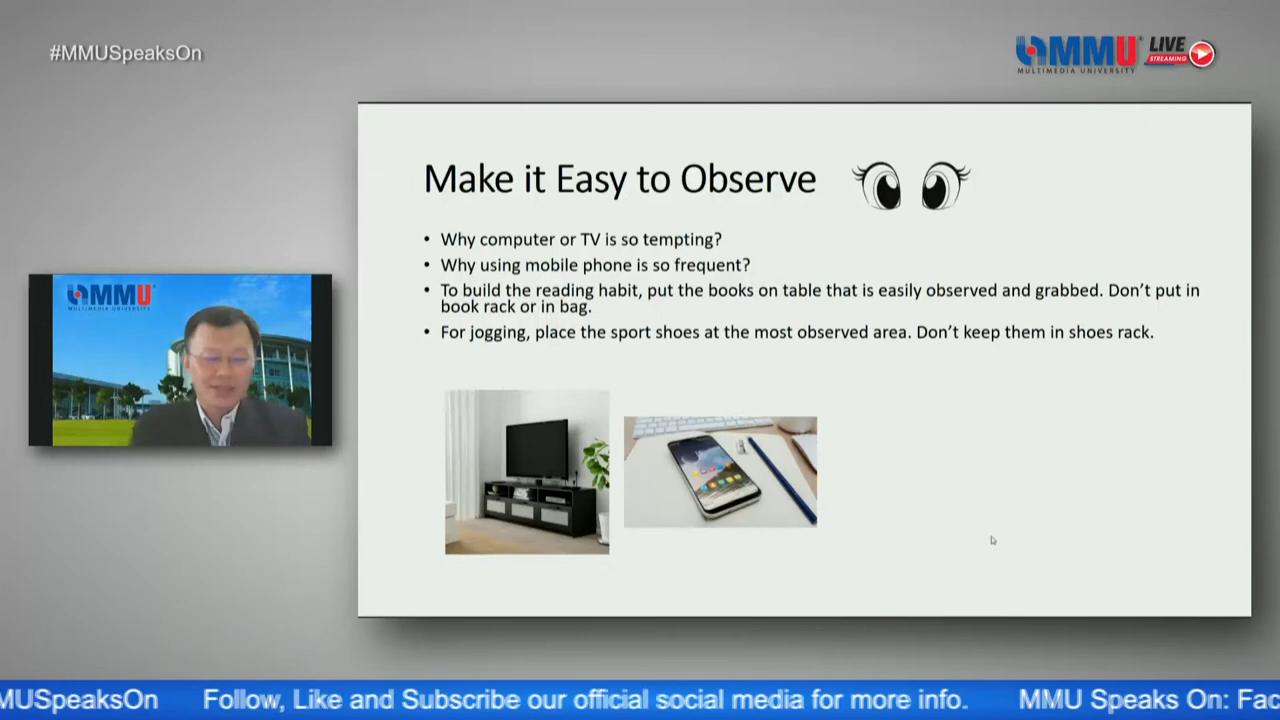 #MMUSpeaksOn
MMU
MULTIMEDIA UNIVERSITY
LIVE
STREAMING
Make it Easy to Observe
• Why computer or TV is so tempting?
• Why using mobile phone is so frequent?
• To build the reading habit, put the books on table that is easily observed and grabbed. Don't put in
book rack or in bag.
• For jogging, place the sport shoes at the most observed area. Don't keep them in shoes rack.
MMU
MULTIMEDIA UNIVERSITY
MUSpeaksOn Follow, Like and Subscribe our official social media for more info. MMU Speaks On: Fac